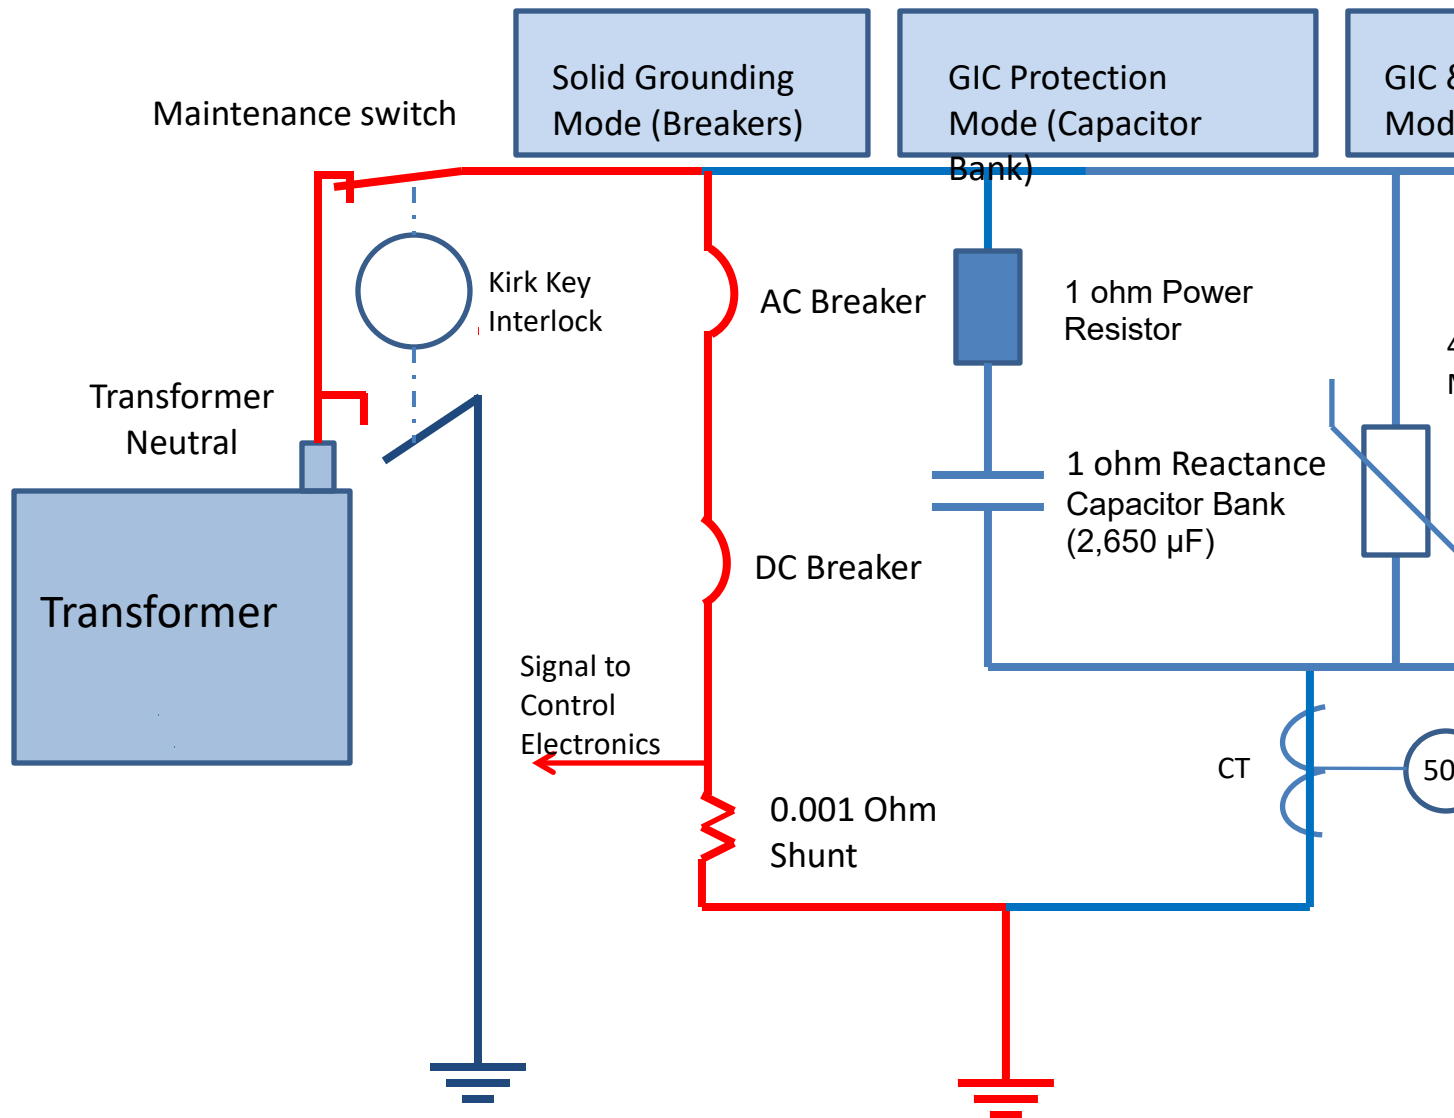 Solid Grounding
Mode (Breakers)
GIC Protection
Mode (Capacitor
Bank)
GIC &
Maintenance switch
Kirk Key
Interlock
AC Breaker
1 ohm Power
Resistor
Transformer
Neutral
1 ohm Reactance
Capacitor Bank
(2,650 µF)
DC Breaker
Transformer
Signal to
Control
Electronics
CT
50
0.001 Ohm
Shunt